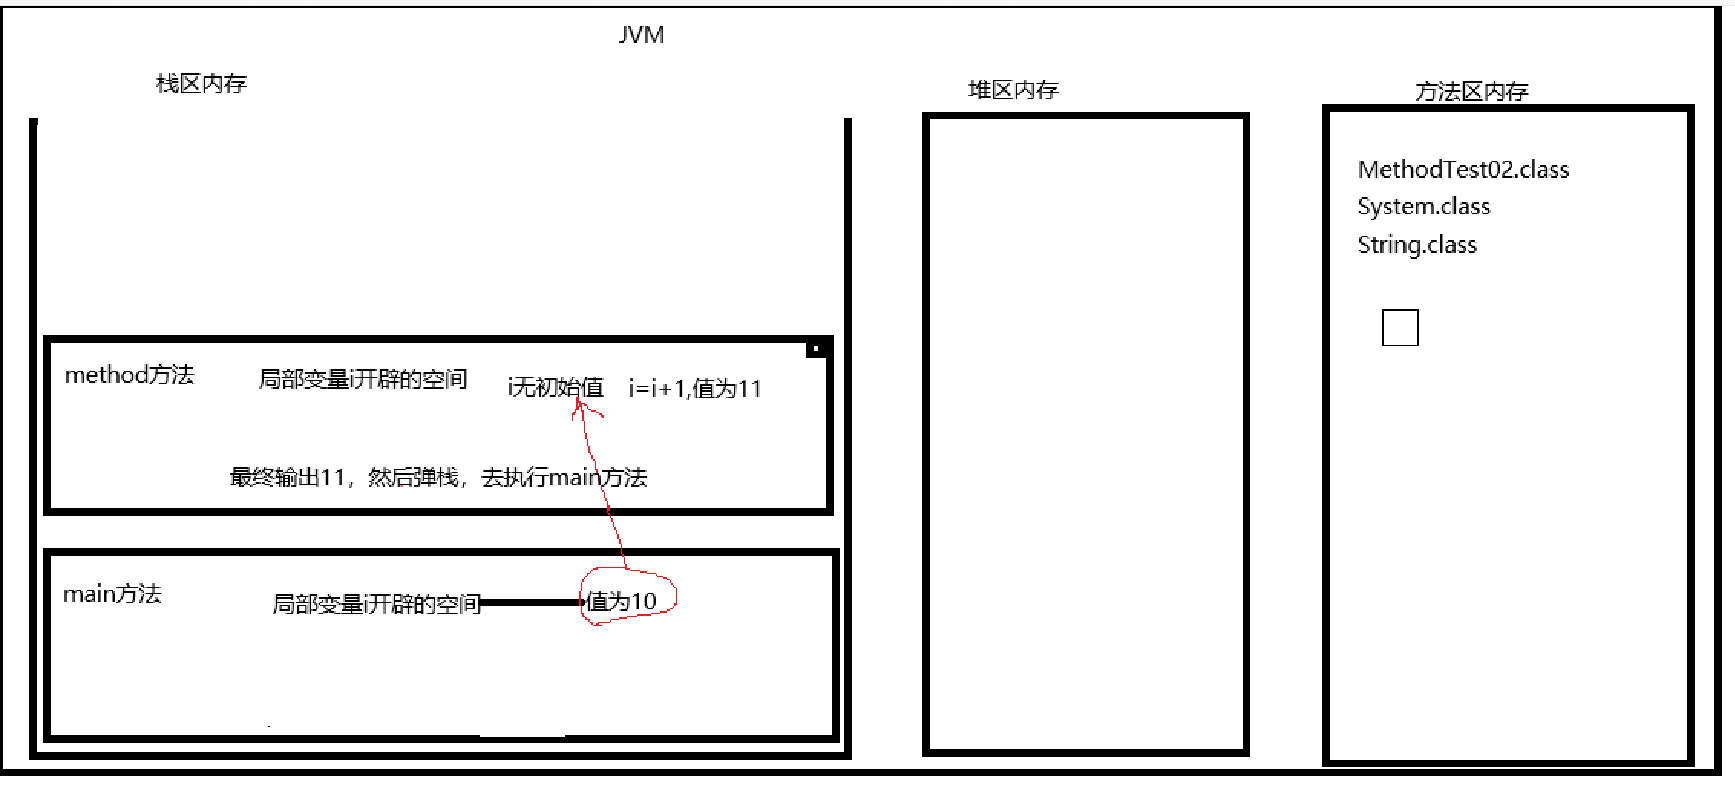 JVM
栈区内存
堆区内存
方法区内存
MethodTest02.class
System.class
String.class
method方法 局部变量i开辟的空间 i无初始值 i=i+1,值为11
最终输出11，然后弹栈，去执行main方法
main方法 局部变量i开辟的空间 值为10